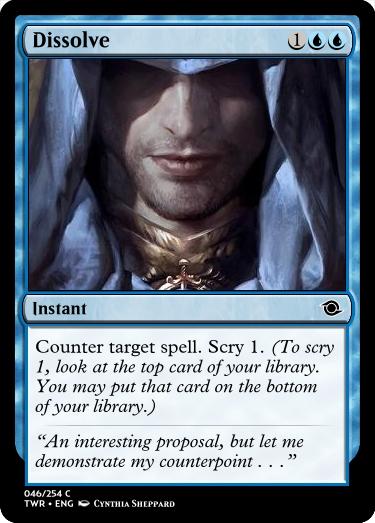 Dissolve 1
Instant
Counter target spell. Scry 1. (To scry
1, look at the top card of your library.
You may put that card on the bottom
of your library.)
“An interesting proposal, but let me
demonstrate my counterpoint . . .”
046/254 C
TWR • ENG Cynthia Sheppard